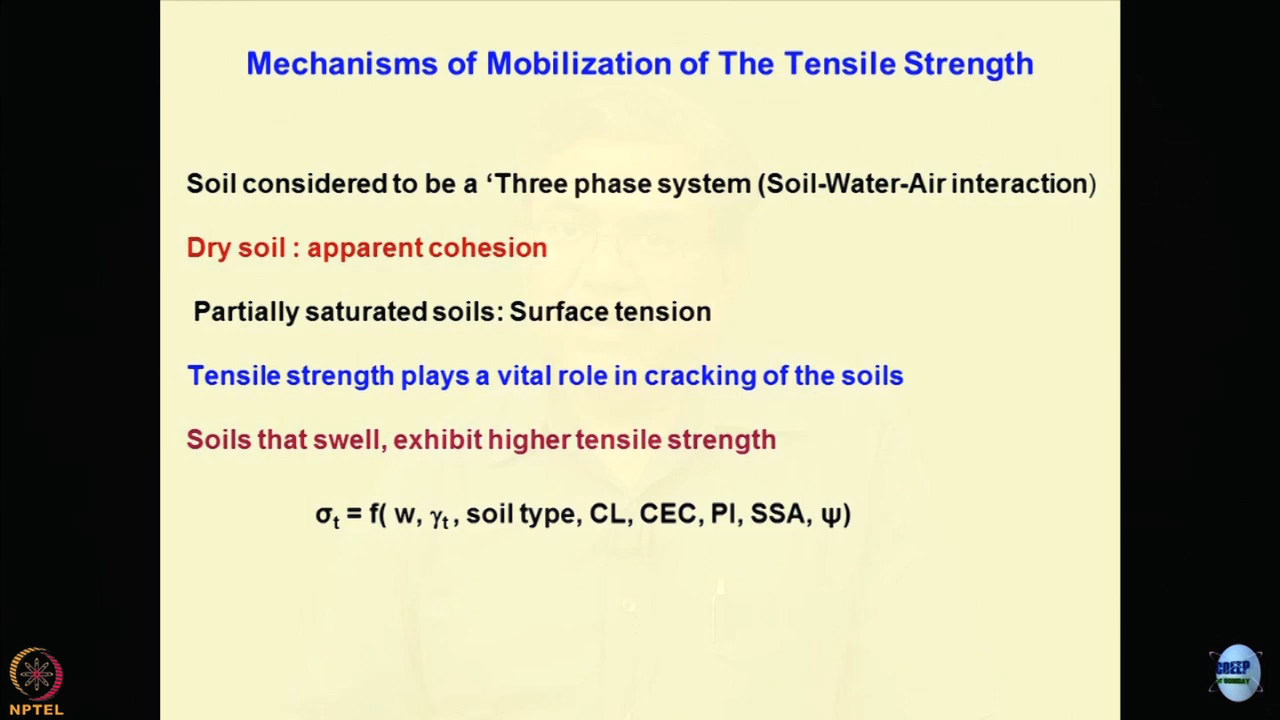 Mechanisms of Mobilization of The Tensile Strength
Soil considered to be a ‘Three phase system (Soil-Water-Air interaction)
Dry soil : apparent cohesion
Partially saturated soils: Surface tension
Tensile strength plays a vital role in cracking of the soils
Soils that swell, exhibit higher tensile strength
σt = f( w, γt , soil type, CL, CEC, PI, SSA, ψ)
NPTEL